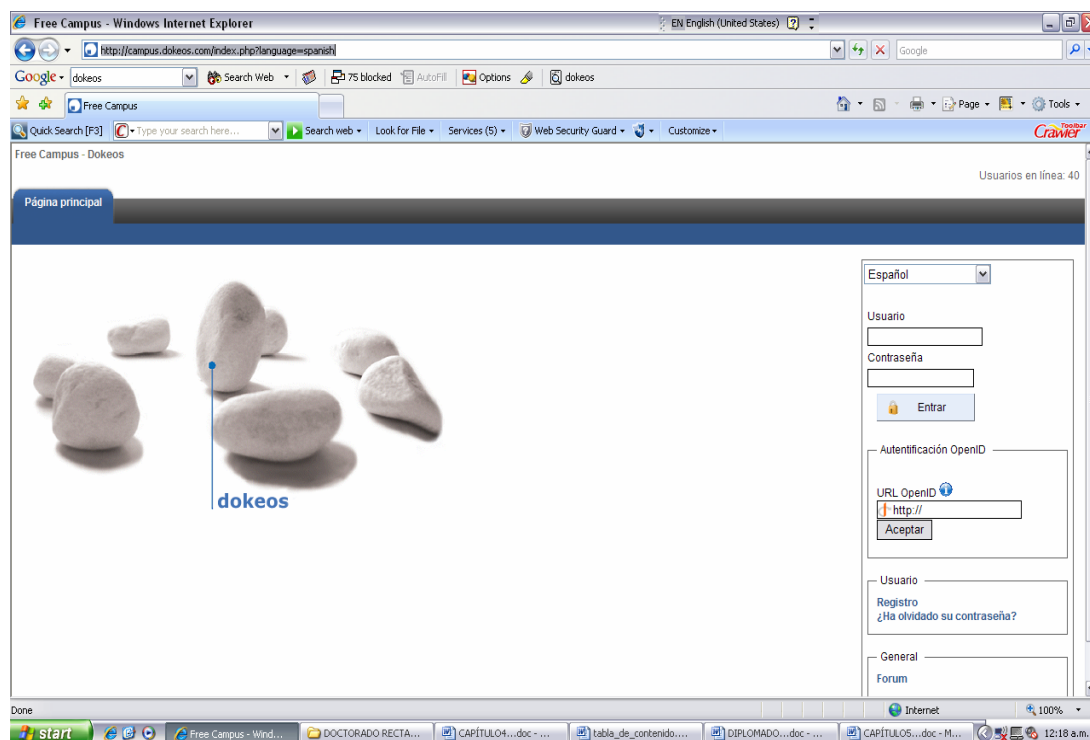 Free Campus - Windows Internet Explorer
EN English (United States)
http://campus.dokeos.com/index.php?language=spanish
Google
Google dokeos Search Web 75 blocked AutoFill Options dokeos
Free Campus Page Tools
Quick Search [F3] Type your search here... Search web Look for File Services (5) Web Security Guard Customize Crawler Toolbar
Free Campus - Dokeos
Usuarios en línea: 40
Página principal
dokeos
Español
Usuario
Contraseña
Entrar
Autentificación OpenID
URL OpenID
http://
Aceptar
Usuario
Registro
¿Ha olvidado su contraseña?
General
Forum
Done Internet 100%
start Free Campus - Wind... DOCTORADO RECTA... CAPÍTULO4...doc - ... tabla_de_contenido.... DIPLOMADO...doc - ... CAPÍTULO5...doc - M... 12:18 a.m.